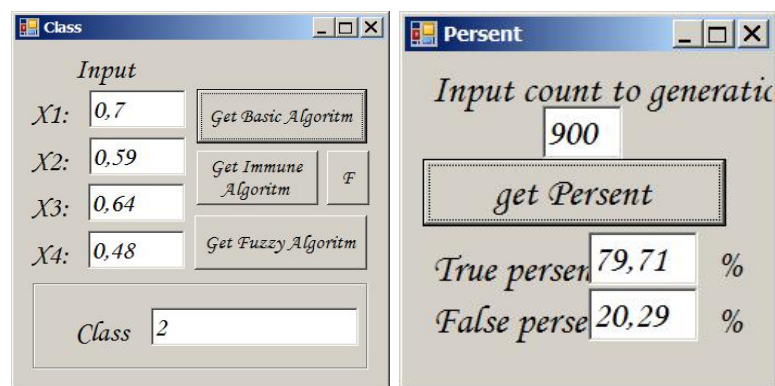 Class
Input
X1: 0,7
Get Basic Algoritm
X2: 0,59
Get Immune
Algoritm
F
X3: 0,64
X4: 0,48
Get Fuzzy Algoritm
Class 2
Persent
Input count to generatio
900
get Persent
True persen 79,71 %
False perse 20,29 %